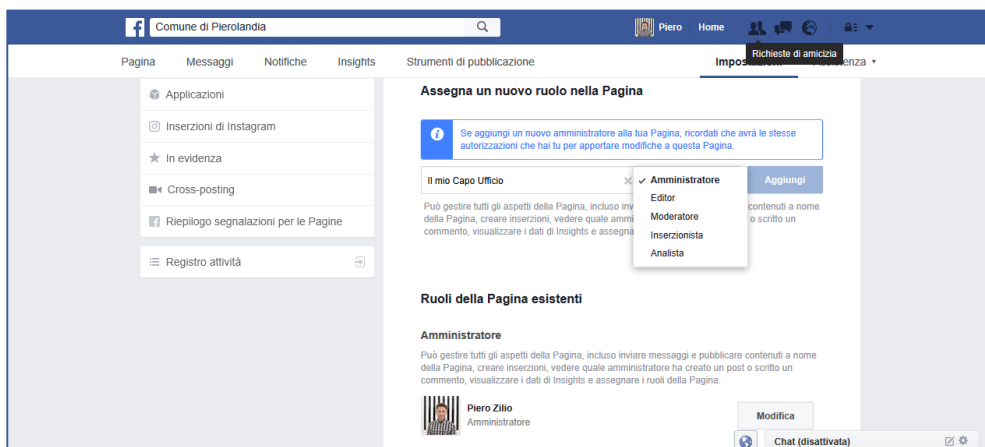 Comune di Pierolandia
Piero Home
Richieste di amicizia
Pagina Messaggi Notifiche Insights Strumenti di pubblicazione
Applicazioni
Inserzioni di Instagram
In evidenza
Cross-posting
Riepilogo segnalazioni per le Pagine
Registro attività
Assegna un nuovo ruolo nella Pagina
Se aggiungi un nuovo amministratore alla tua Pagina, ricordati che avrà le stesse
autorizzazioni che hai tu per apportare modifiche a questa Pagina.
Il mio Capo Ufficio
Amministratore
Editor
Moderatore
Inserzionista
Analista
Aggiungi
Può gestire tutti gli aspetti della Pagina, incluso contenuti a nome
della Pagina, creare inserzioni, vedere quale o scritto un
commento, visualizzare i dati di Insights e
Ruoli della Pagina esistenti
Amministratore
Può gestire tutti gli aspetti della Pagina, incluso inviare messaggi e pubblicare contenuti a nome
della Pagina, creare inserzioni, vedere quale amministratore ha creato un post o scritto un
commento, visualizzare i dati di Insights e assegnare i ruoli della Pagina.
Piero Zilio
Amministratore
Modifica
Chat (disattivata)